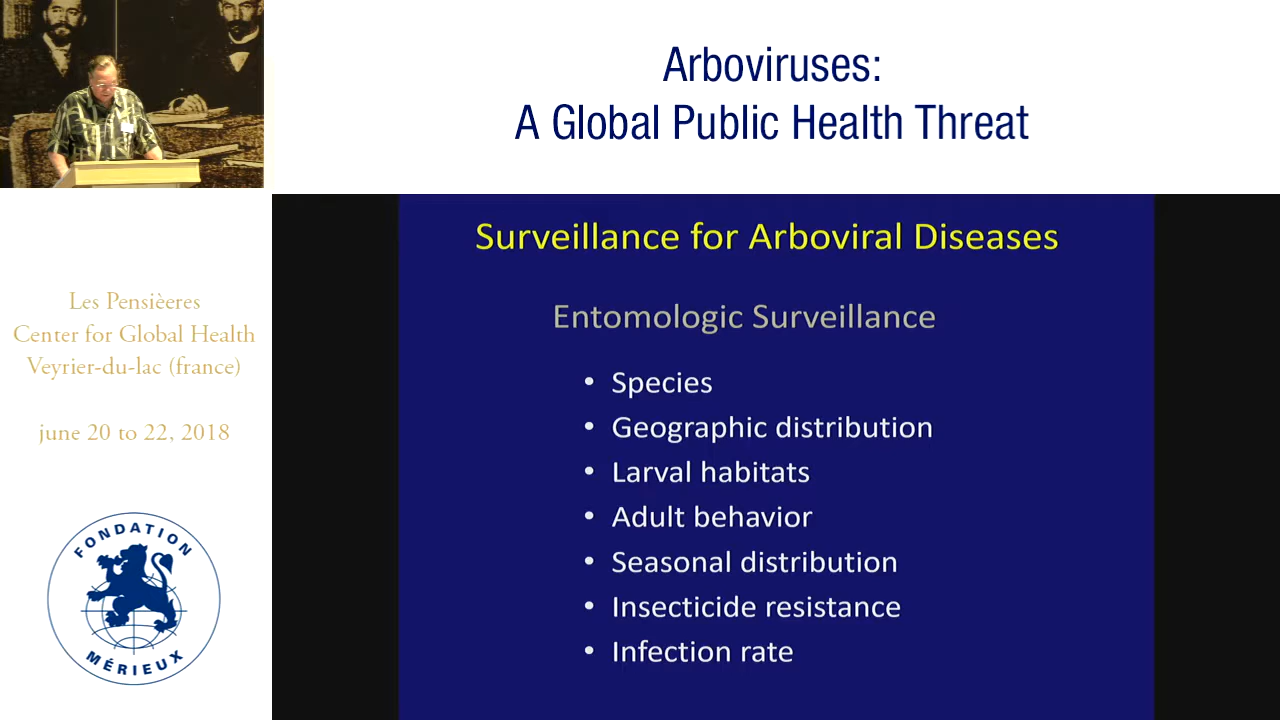 Arboviruses:
A Global Public Health Threat
Surveillance for Arboviral Diseases
Entomologic Surveillance
• Species
• Geographic distribution
• Larval habitats
• Adult behavior
• Seasonal distribution
• Insecticide resistance
• Infection rate
Les Pensièeres
Center for Global Health
Veyrier-du-lac (france)
june 20 to 22, 2018
FONDATION
MÉRIEUX